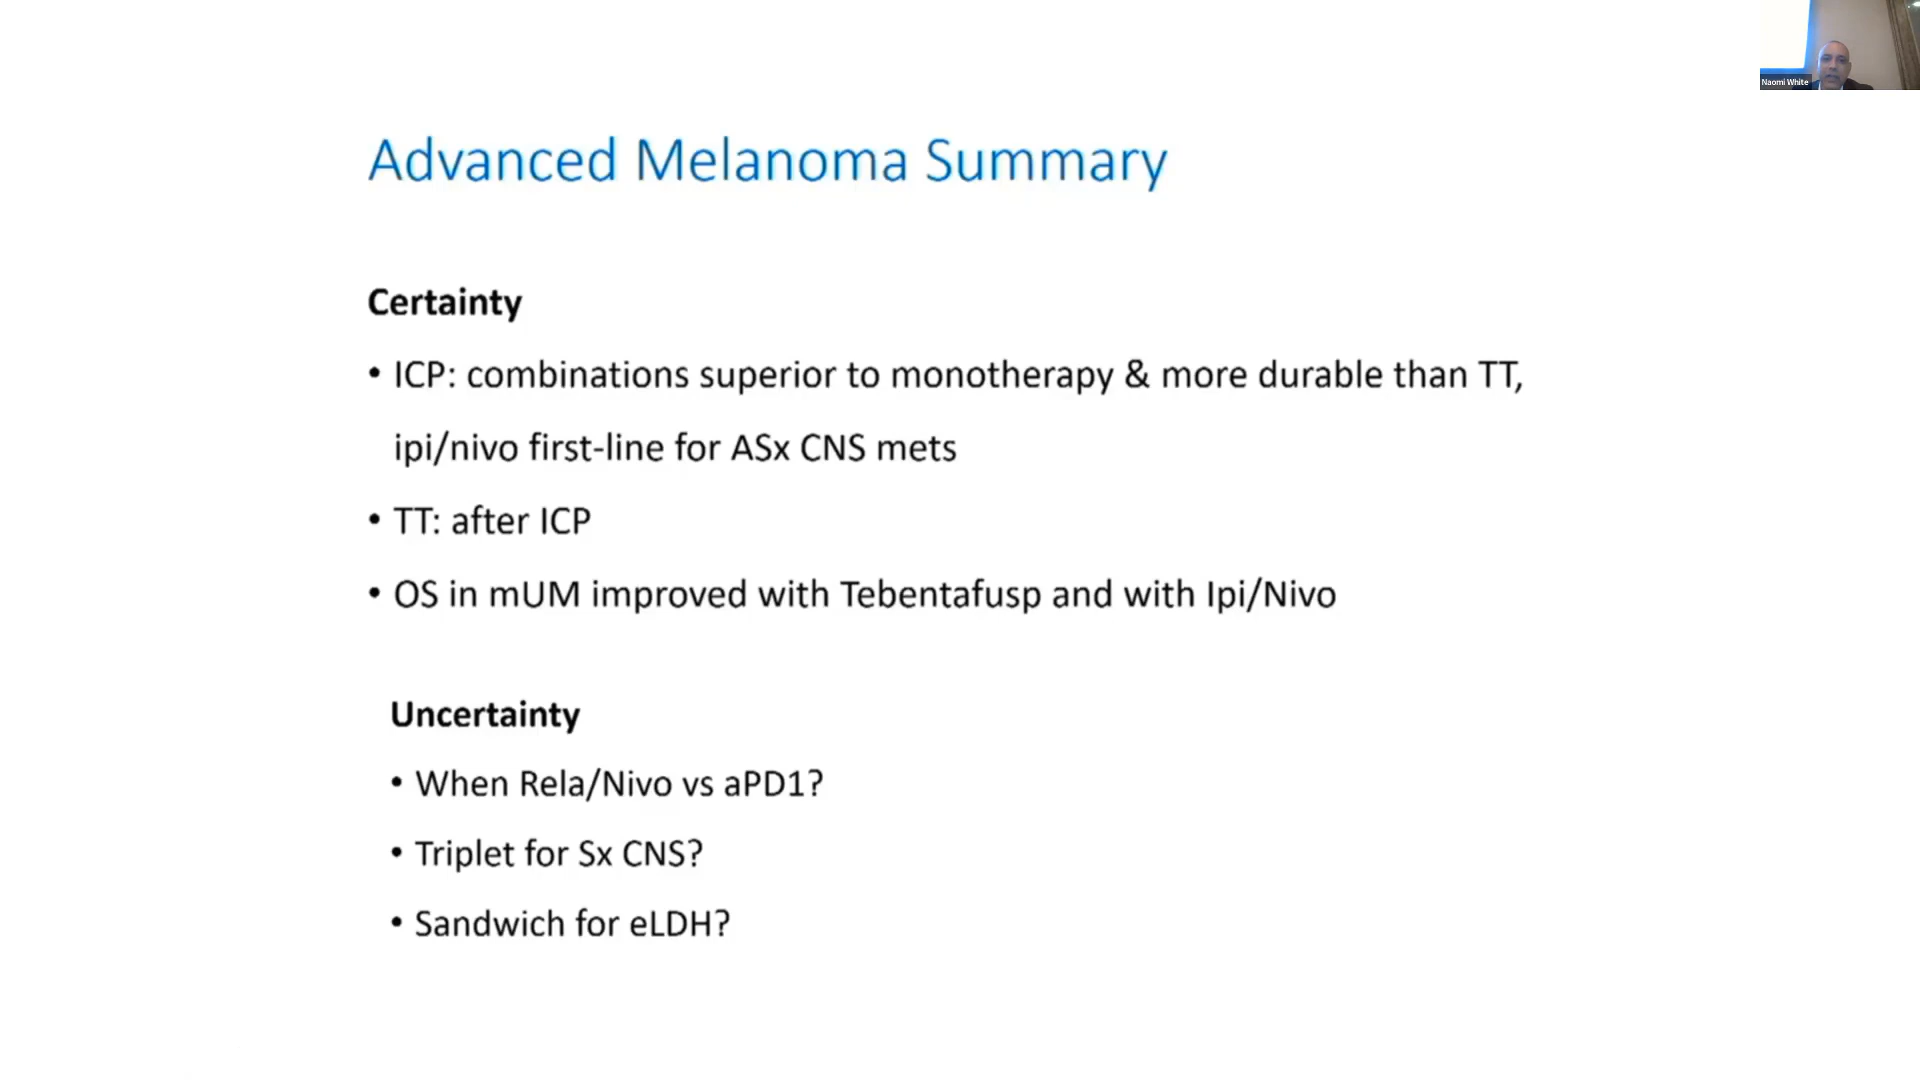 Naomi White
Advanced Melanoma Summary
Certainty
• ICP: combinations superior to monotherapy & more durable than TT,
ipi/nivo first-line for ASx CNS mets
• TT: after ICP
• OS in mUM improved with Tebentafusp and with Ipi/Nivo
Uncertainty
• When Rela/Nivo vs aPD1?
• Triplet for Sx CNS?
• Sandwich for eLDH?